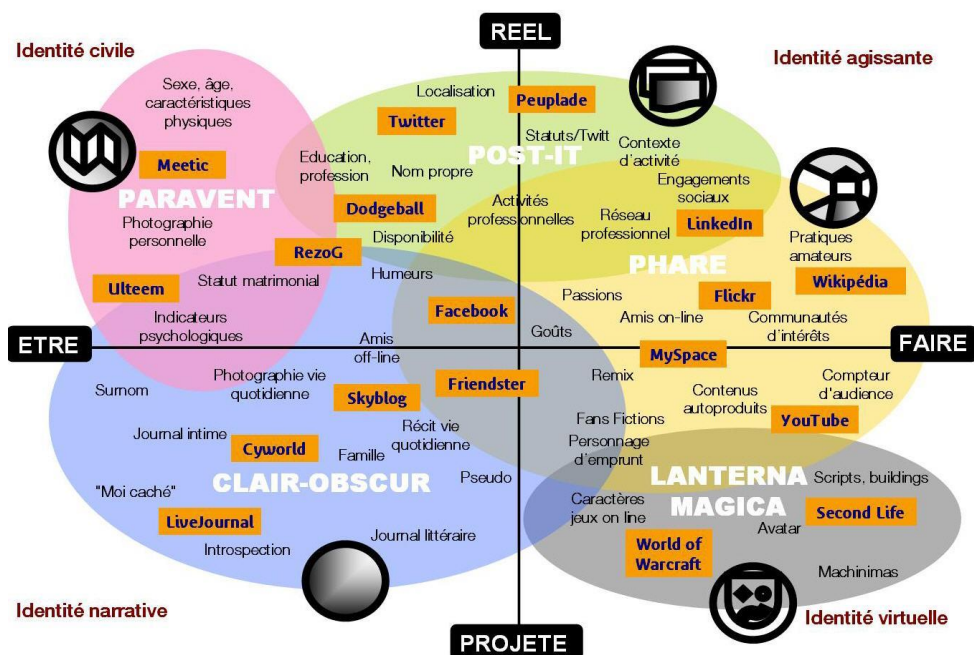 REEL
Identité civile
Identité agissante
Sexe, âge,
caractéristiques
physiques
Localisation
Peuplade
Twitter
Statuts/Twitt
Contexte
d'activité
POST-IT
Meetic
Education,
profession
Nom propre
Engagements
sociaux
PARAVENT
Dodgeball
Activités
professionnelles
Réseau
professionnel
LinkedIn
Photographie
personnelle
Disponibilité
Pratiques
amateurs
RezoG
PHARE
Humeurs
Ulteem
Statut matrimonial
Wikipédia
Passions
Flickr
Indicateurs
psychologiques
Facebook
Amis on-line
Communautés
d'intérêts
Goûts
ETRE
Amis
off-line
MySpace
FAIRE
Surnom
Photographie vie
quotidienne
Skyblog
Friendster
Remix
Contenus
autoproduits
Compteur
d'audience
Journal intime
Cyworld
Récit vie
quotidienne
Famille
Fans Fictions
Personnage
d'emprunt
YouTube
CLAIR-OBSCUR
Pseudo
LANTERNA
MAGICA
Scripts, buildings
"Moi caché"
LiveJournal
Caractères
jeux on line
Second Life
Avatar
Introspection
Journal littéraire
World of
Warcraft
Machinimas
Identité narrative
Identité virtuelle
PROJETE